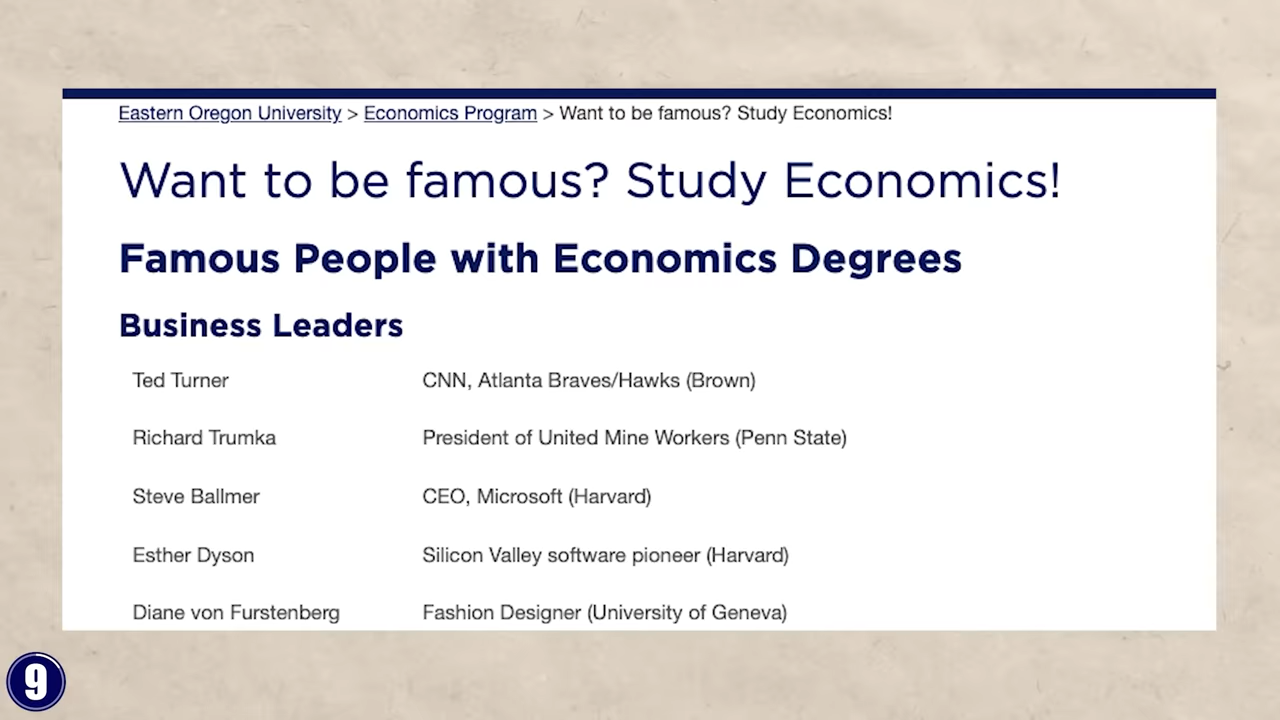 Eastern Oregon University > Economics Program > Want to be famous? Study Economics!
Want to be famous? Study Economics!
Famous People with Economics Degrees
Business Leaders
Ted Turner CNN, Atlanta Braves/Hawks (Brown)
Richard Trumka President of United Mine Workers (Penn State)
Steve Ballmer CEO, Microsoft (Harvard)
Esther Dyson Silicon Valley software pioneer (Harvard)
Diane von Furstenberg Fashion Designer (University of Geneva)
9